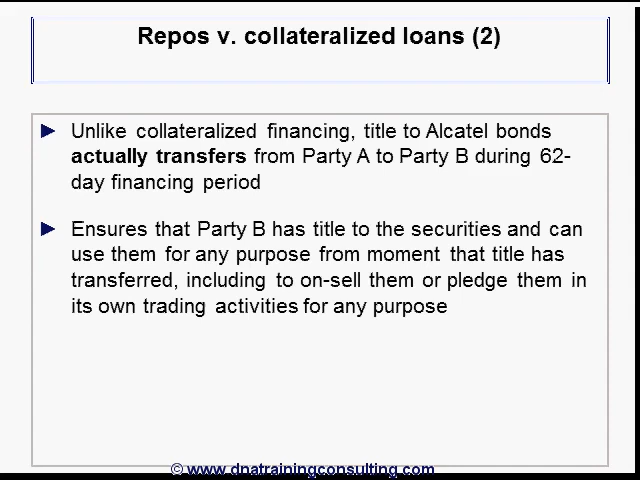 Repos v. collateralized loans (2)
► Unlike collateralized financing, title to Alcatel bonds
actually transfers from Party A to Party B during 62-
day financing period
► Ensures that Party B has title to the securities and can
use them for any purpose from moment that title has
transferred, including to on-sell them or pledge them in
its own trading activities for any purpose
© www.dnatrainingconsulting.com